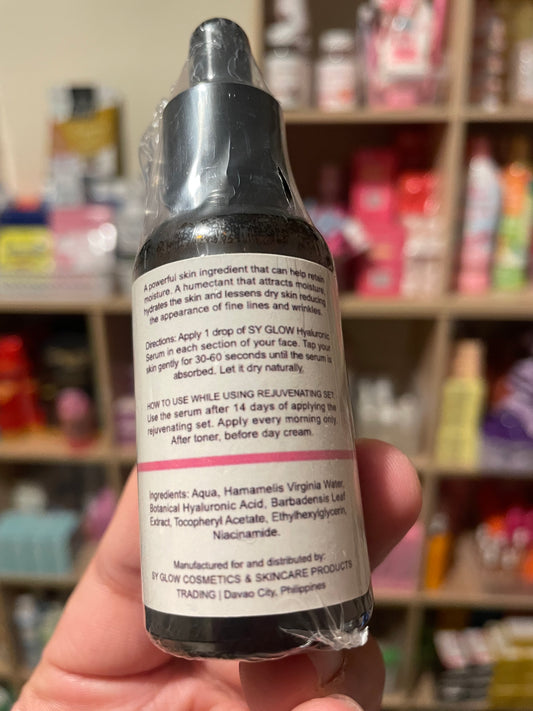 A powerful skin ingredient that can help retain
moisture. A humectant that attracts moisture,
hydrates the skin and lessens dry skin reducing
the appearance of fine lines and wrinkles.
Directions: Apply 1 drop of SY GLOW Hyaluronic
Serum in each section of your face. Tap your
skin gently for 30-60 seconds until the serum is
absorbed. Let it dry naturally.
HOW TO USE WHILE USING REJUVENATING SET:
Use the serum after 14 days of applying the
rejuvenating set. Apply every morning only.
After toner, before day cream.
Ingredients: Aqua, Hamamelis Virginia Water,
Botanical Hyaluronic Acid, Barbadensis Leaf
Extract, Tocopheryl Acetate, Ethylhexylglycerin,
Niacinamide.
Manufactured for and distributed by:
SY GLOW COSMETICS & SKINCARE PRODUCTS
TRADING | Davao City, Philippines